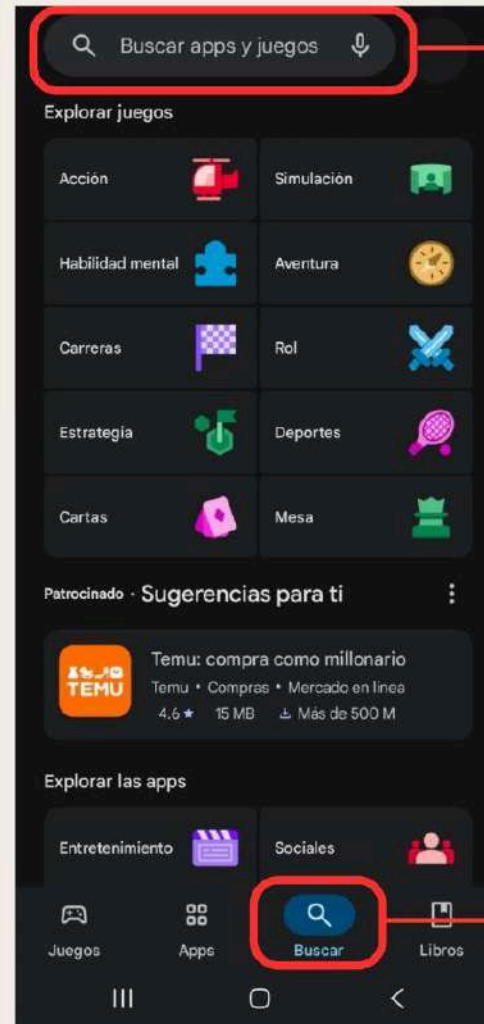 Buscar apps y juegos
Explorar juegos
Acción
Simulación
Habilidad mental
Aventura
Carreras
Rol
Estrategia
Deportes
Cartas
Mesa
Patrocinado · Sugerencias para ti
TEMU
Temu: compra como millonario
Temu • Compras • Mercado en línea
4.6★ 15 MB Más de 500 M
Explorar las apps
Entretenimiento
Sociales
Juegos
Apps
Buscar
Libros